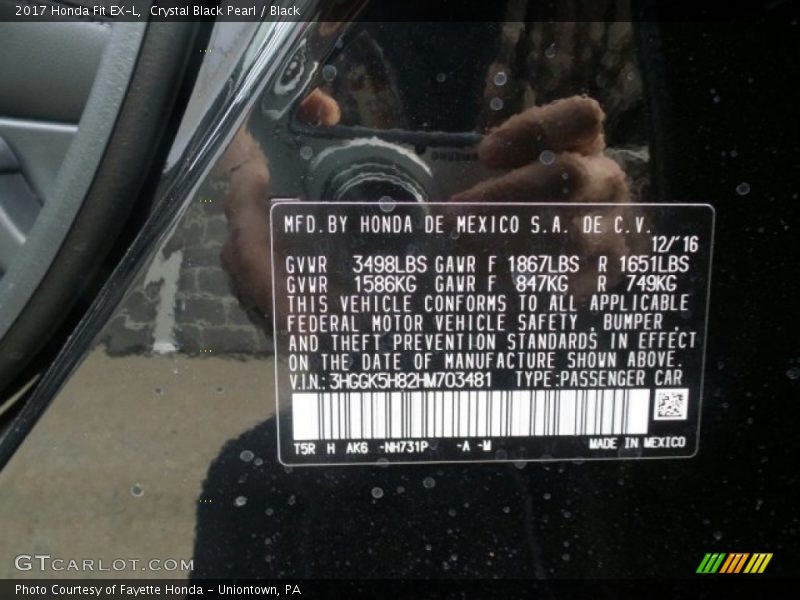 2017 Honda Fit EX-L, Crystal Black Pearl / Black
MFD.BY HONDA DE MEXICO S.A. DE C.V.
12/'16
GVWR 3498LBS GAWR F 1867LBS R 1651LBS
GVWR 1586KG GAWR F 847KG R 749KG
THIS VEHICLE CONFORMS TO ALL APPLICABLE
FEDERAL MOTOR VEHICLE SAFETY , BUMPER ,
AND THEFT PREVENTION STANDARDS IN EFFECT
ON THE DATE OF MANUFACTURE SHOWN ABOVE.
V.I.N.:3HGGK5H82HM703481 TYPE:PASSENGER CAR
T5R H AK6 -NH731P -A -M MADE IN MEXICO
GTCARLOT.COM
Photo Courtesy of Fayette Honda - Uniontown, PA